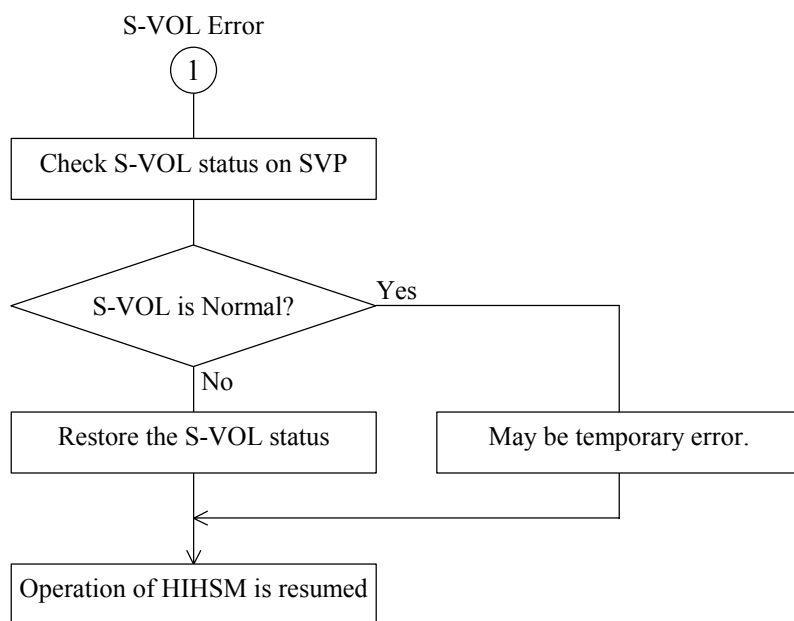 S-VOL Error
1
Check S-VOL status on SVP
S-VOL is Normal?
Yes
No
Restore the S-VOL status
May be temporary error.
Operation of HIHSM is resumed